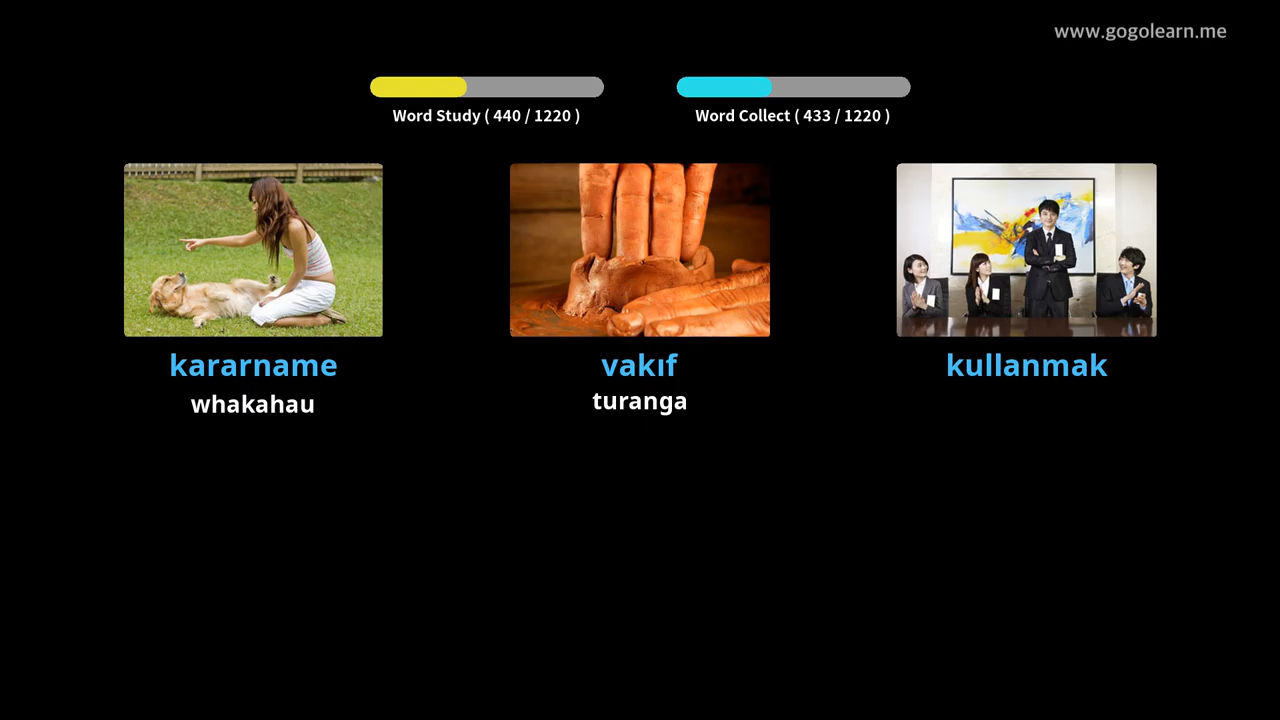 www.gogolearn.me
Word Study ( 440 / 1220 )
Word Collect ( 433 / 1220 )
kararname
whakahau
vakıf
turanga
kullanmak